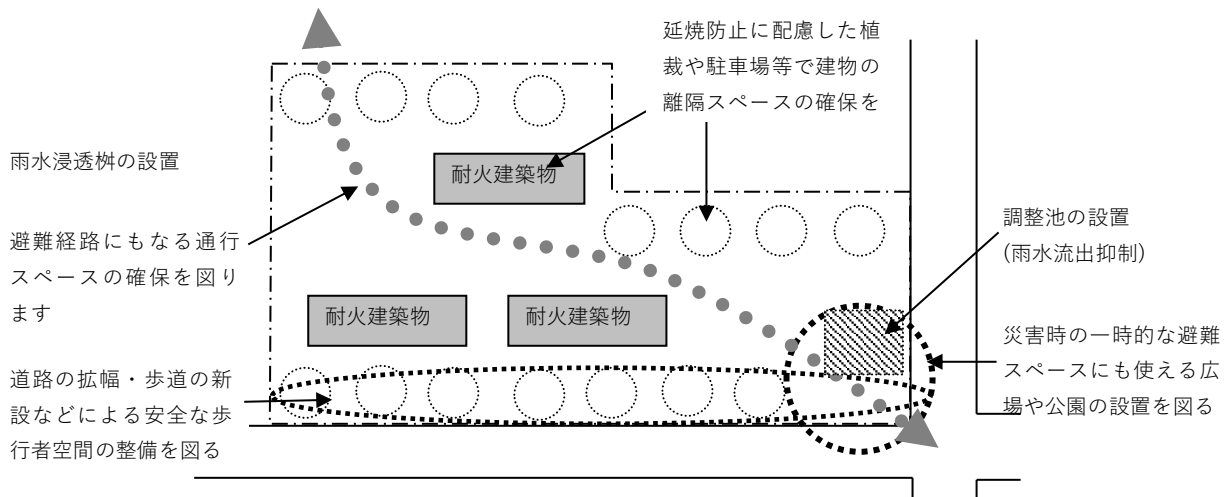 延焼防止に配慮した植
栽や駐車場等で建物の
離隔スペースの確保を
雨水浸透桝の設置
耐火建築物
避難経路にもなる通行
スペースの確保を図り
ます
調整池の設置
(雨水流出抑制)
耐火建築物
耐火建築物
災害時の一時的な避難
スペースにも使える広
場や公園の設置を図る
道路の拡幅・歩道の新
設などによる安全な歩
行者空間の整備を図る